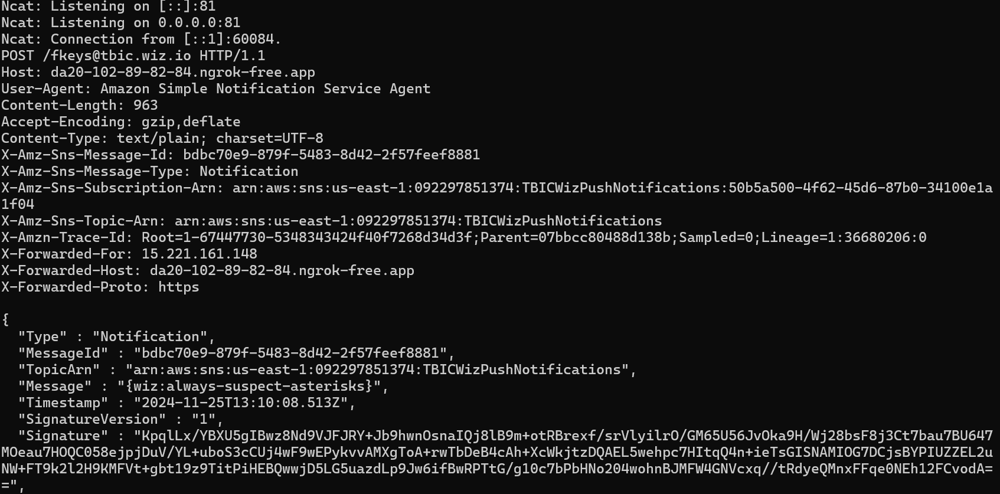 Ncat: Listening on [::]:81
Ncat: Listening on 0.0.0.0:81
Ncat: Connection from [::1]:60084.
POST /fkeys@tbic.wiz.io HTTP/1.1
Host: da20-102-89-82-84.ngrok-free.app
User-Agent: Amazon Simple Notification Service Agent
Content-Length: 963
Accept-Encoding: gzip,deflate
Content-Type: text/plain; charset=UTF-8
X-Amz-Sns-Message-Id: bdbc70e9-879f-5483-8d42-2f57feef8881
X-Amz-Sns-Message-Type: Notification
X-Amz-Sns-Subscription-Arn: arn:aws:sns:us-east-1:092297851374:TBICWizPushNotifications:50b5a500-4f62-45d6-87b0-34100e1a
1f04
X-Amz-Sns-Topic-Arn: arn:aws:sns:us-east-1:092297851374:TBICWizPushNotifications
X-Amzn-Trace-Id: Root=1-67447730-5348343424f40f7268d34d3f;Parent=07bbcc80488d138b;Sampled=0;Lineage=1:36680206:0
X-Forwarded-For: 15.221.161.148
X-Forwarded-Host: da20-102-89-82-84.ngrok-free.app
X-Forwarded-Proto: https

{
  "Type" : "Notification",
  "MessageId" : "bdbc70e9-879f-5483-8d42-2f57feef8881",
  "TopicArn" : "arn:aws:sns:us-east-1:092297851374:TBICWizPushNotifications",
  "Message" : "{wiz:always-suspect-asterisks}",
  "Timestamp" : "2024-11-25T13:10:08.513Z",
  "SignatureVersion" : "1",
  "Signature" : "KpqlLx/YBXU5gIBwz8Nd9VJFJRY+Jb9hwnOsnaIQj8lB9m+otRBrexf/srVlyilrO/GM65U56JvOka9H/Wj28bsF8j3Ct7bau7BU647
MOeau7HOQC058ejpjDuV/YL+uboS3cCUj4wF9wEPykvvAMXgToA+rwTbDeB4cAh+XcWkjtzDQAEL5wehpc7HItqQ4n+ieTsGISNAMIOG7DCjsBYPIUZZEL2u
NW+FT9k2l2H9KMFVt+gbt19z9TitPiHEBQwwjD5LG5uazdLp9Jw6ifBwRPTtG/g10c7bPbHNo204wohnBJMFW4GNVcxq//tRdyeQMnxFFqe0NEh12FCvodA=
=",